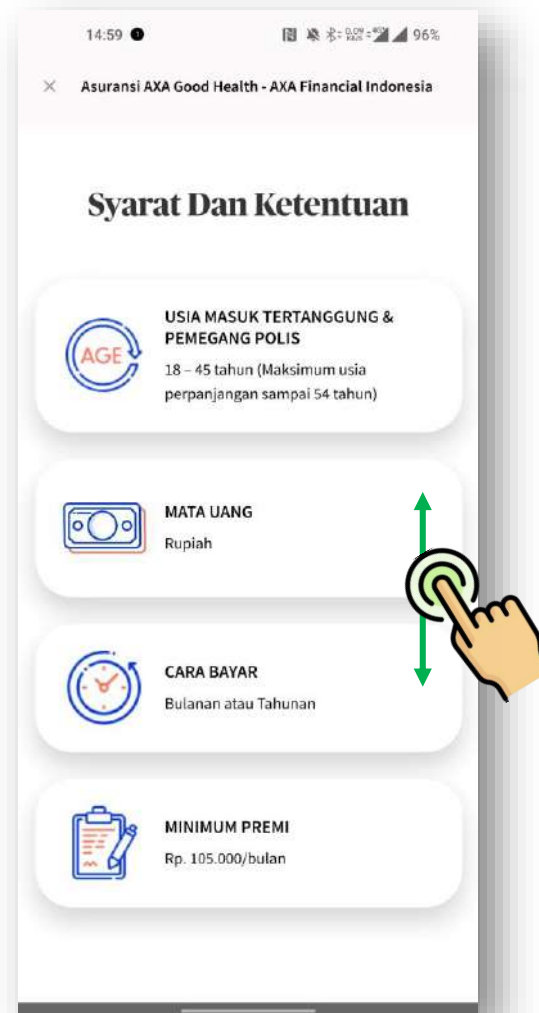 14:59
96%
Asuransi AXA Good Health - AXA Financial Indonesia
Syarat Dan Ketentuan
AGE
USIA MASUK TERTANGGUNG &
PEMEGANG POLIS
18 – 45 tahun (Maksimum usia
perpanjangan sampai 54 tahun)
MATA UANG
Rupiah
CARA BAYAR
Bulanan atau Tahunan
MINIMUM PREMI
Rp. 105.000/bulan